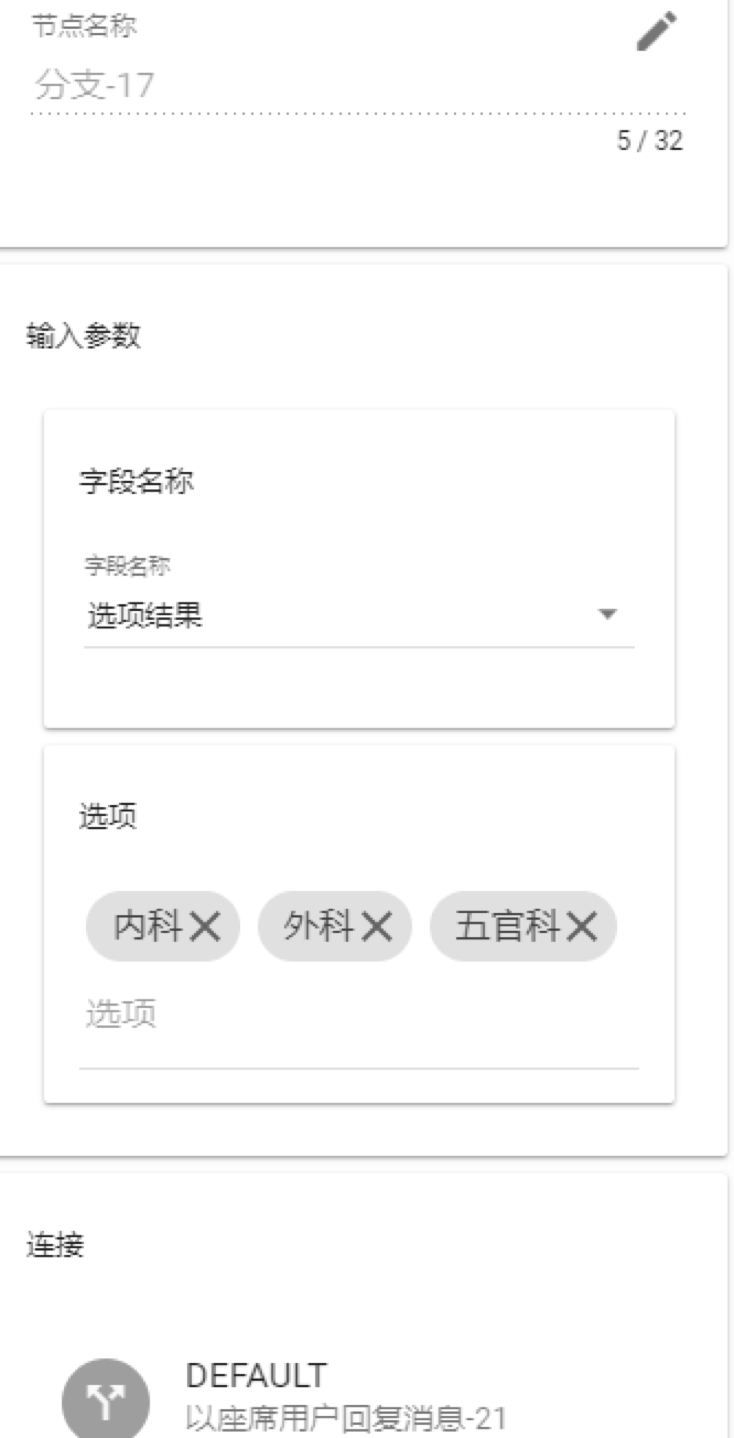 节点名称
分支-17
5 / 32
输入参数
字段名称
字段名称
选项结果
选项
内科 外科 五官科
选项
连接
DEFAULT
以座席用户回复消息-21